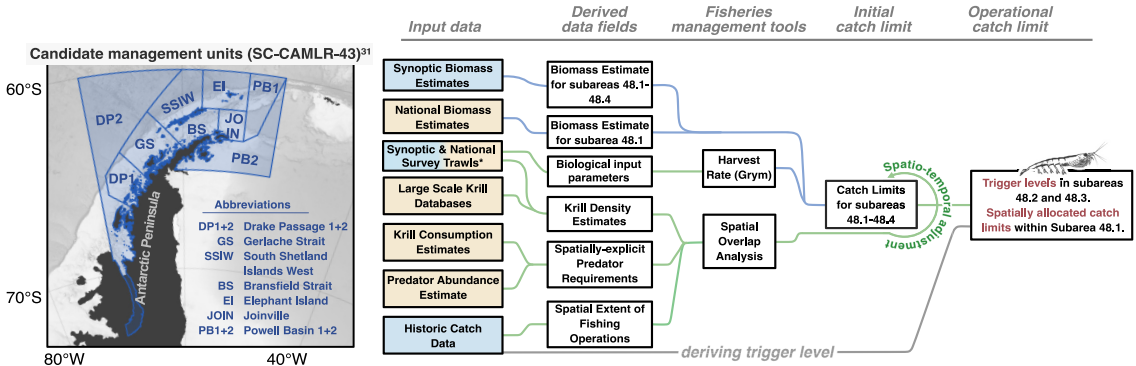 Candidate management units (SC-CAMLR-43)³¹
60°S
70°S
80°W
40°W
DP2
SSIW
EI
PB1
JO
IN
BS
GS
PB2
DP1
Antarctic Peninsula
Abbreviations
DP1+2 Drake Passage 1+2
GS Gerlache Strait
SSIW South Shetland
Islands West
BS Bransfield Strait
EI Elephant Island
JOIN Joinville
PB1+2 Powell Basin 1+2
Input data
Derived
data fields
Fisheries
management tools
Initial
catch limit
Operational
catch limit
Synoptic Biomass
Estimates
National Biomass
Estimates
Synoptic & National
Survey Trawls*
Large Scale Krill
Databases
Krill Consumption
Estimates
Predator Abundance
Estimate
Historic Catch
Data
Biomass Estimate
for subareas 48.1-
48.4
Biomass Estimate
for subarea 48.1
Biological input
parameters
Krill Density
Estimates
Spatially-explicit
Predator
Requirements
Spatial Extent of
Fishing
Operations
Harvest
Rate (Grym)
Spatial
Overlap
Analysis
Catch Limits
for subareas
48.1-48.4
Spatio-temporal
adjustment
Trigger levels in subareas
48.2 and 48.3.
Spatially allocated catch
limits within Subarea 48.1.
deriving trigger level